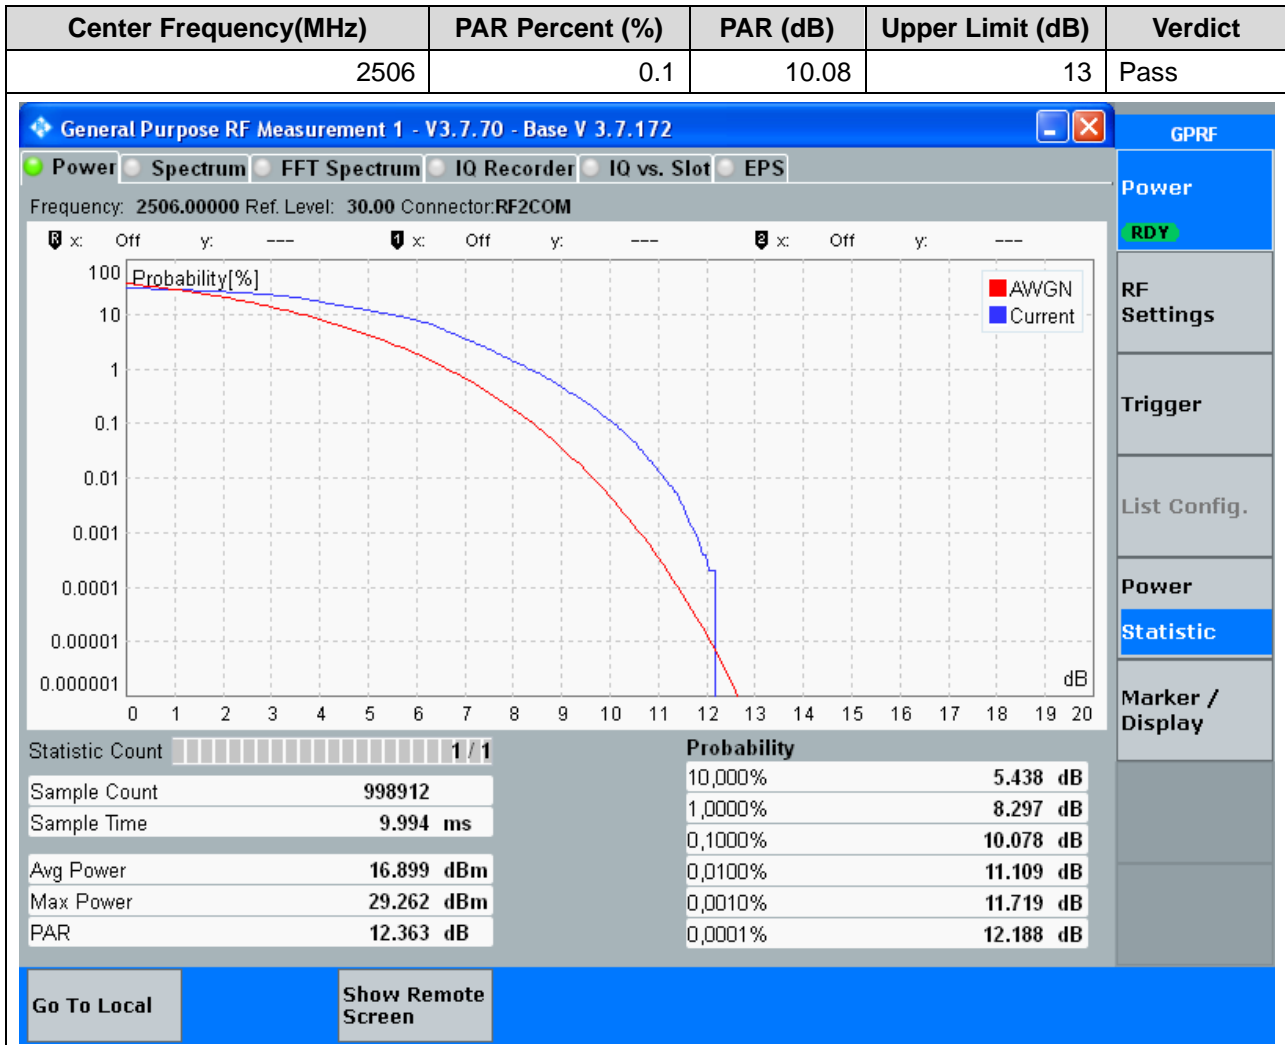 Center Frequency(MHz) PAR Percent (%) PAR (dB) Upper Limit (dB) Verdict
2506 0.1 10.08 13 Pass
General Purpose RF Measurement 1 - V3.7.70 - Base V 3.7.172
GPRF
Power Spectrum FFT Spectrum IQ Recorder IQ vs. Slot EPS
Power
RDY
Frequency: 2506.00000 Ref. Level: 30.00 Connector:RF2COM
R x: Off y: --- 1 x: Off y: --- 2 x: Off y: ---
Probability[%]
AWGN
Current
100
10
1
0.1
0.01
0.001
0.0001
0.00001
0.000001
dB
0 1 2 3 4 5 6 7 8 9 10 11 12 13 14 15 16 17 18 19 20
RF
Settings
Trigger
List Config.
Power
Statistic
Marker /
Display
Statistic Count 1 / 1
Sample Count 998912
Sample Time 9.994 ms
Avg Power 16.899 dBm
Max Power 29.262 dBm
PAR 12.363 dB
Probability
10,000% 5.438 dB
1,0000% 8.297 dB
0,1000% 10.078 dB
0,0100% 11.109 dB
0,0010% 11.719 dB
0,0001% 12.188 dB
Go To Local
Show Remote
Screen